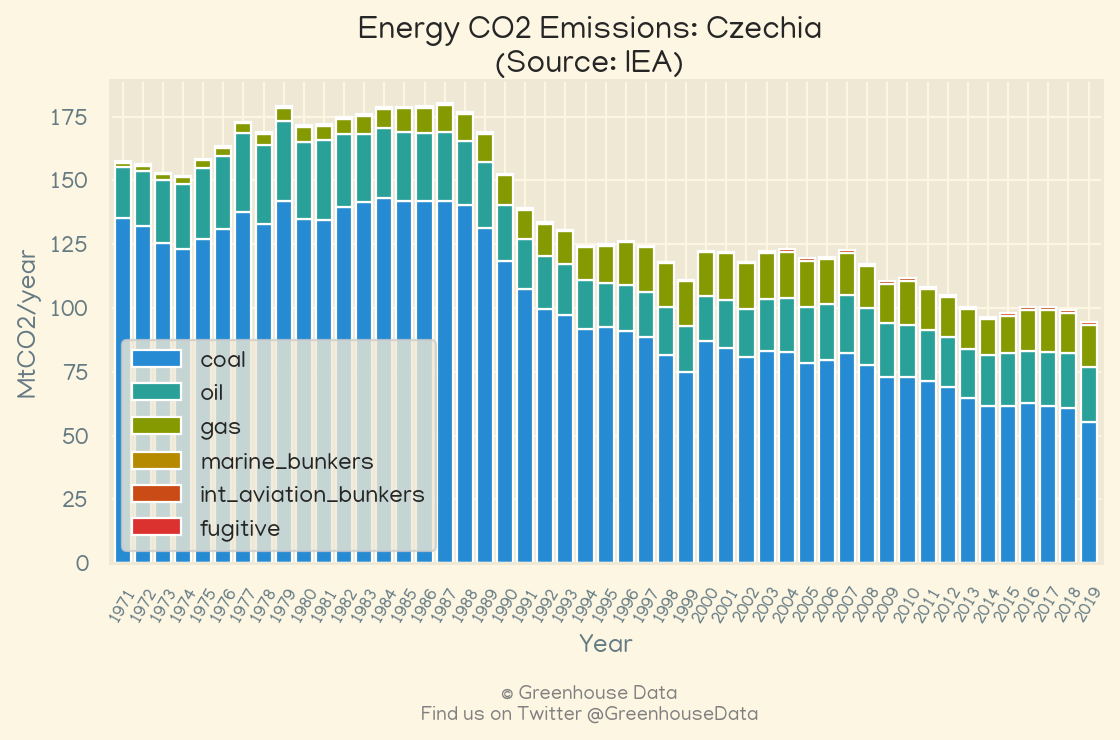 Energy CO2 Emissions: Czechia
(Source: IEA)
MtCO2/year
175
150
125
100
75
50
25
0
coal
oil
gas
marine_bunkers
int_aviation_bunkers
fugitive
1971 1972 1973 1974 1975 1976 1977 1978 1979 1980 1981 1982 1983 1984 1985 1986 1987 1988 1989 1990 1991 1992 1993 1994 1995 1996 1997 1998 1999 2000 2001 2002 2003 2004 2005 2006 2007 2008 2009 2010 2011 2012 2013 2014 2015 2016 2017 2018 2019
Year
© Greenhouse Data
Find us on Twitter @GreenhouseData